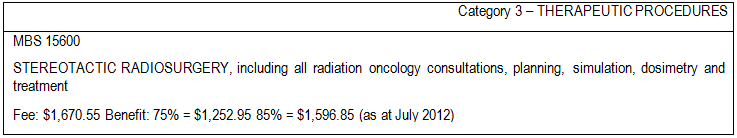 Category 3 – THERAPEUTIC PROCEDURES
MBS 15600
STEREOTACTIC RADIOSURGERY, including all radiation oncology consultations, planning, simulation, dosimetry and
treatment
Fee: $1,670.55 Benefit: 75% = $1,252.95 85% = $1,596.85 (as at July 2012)